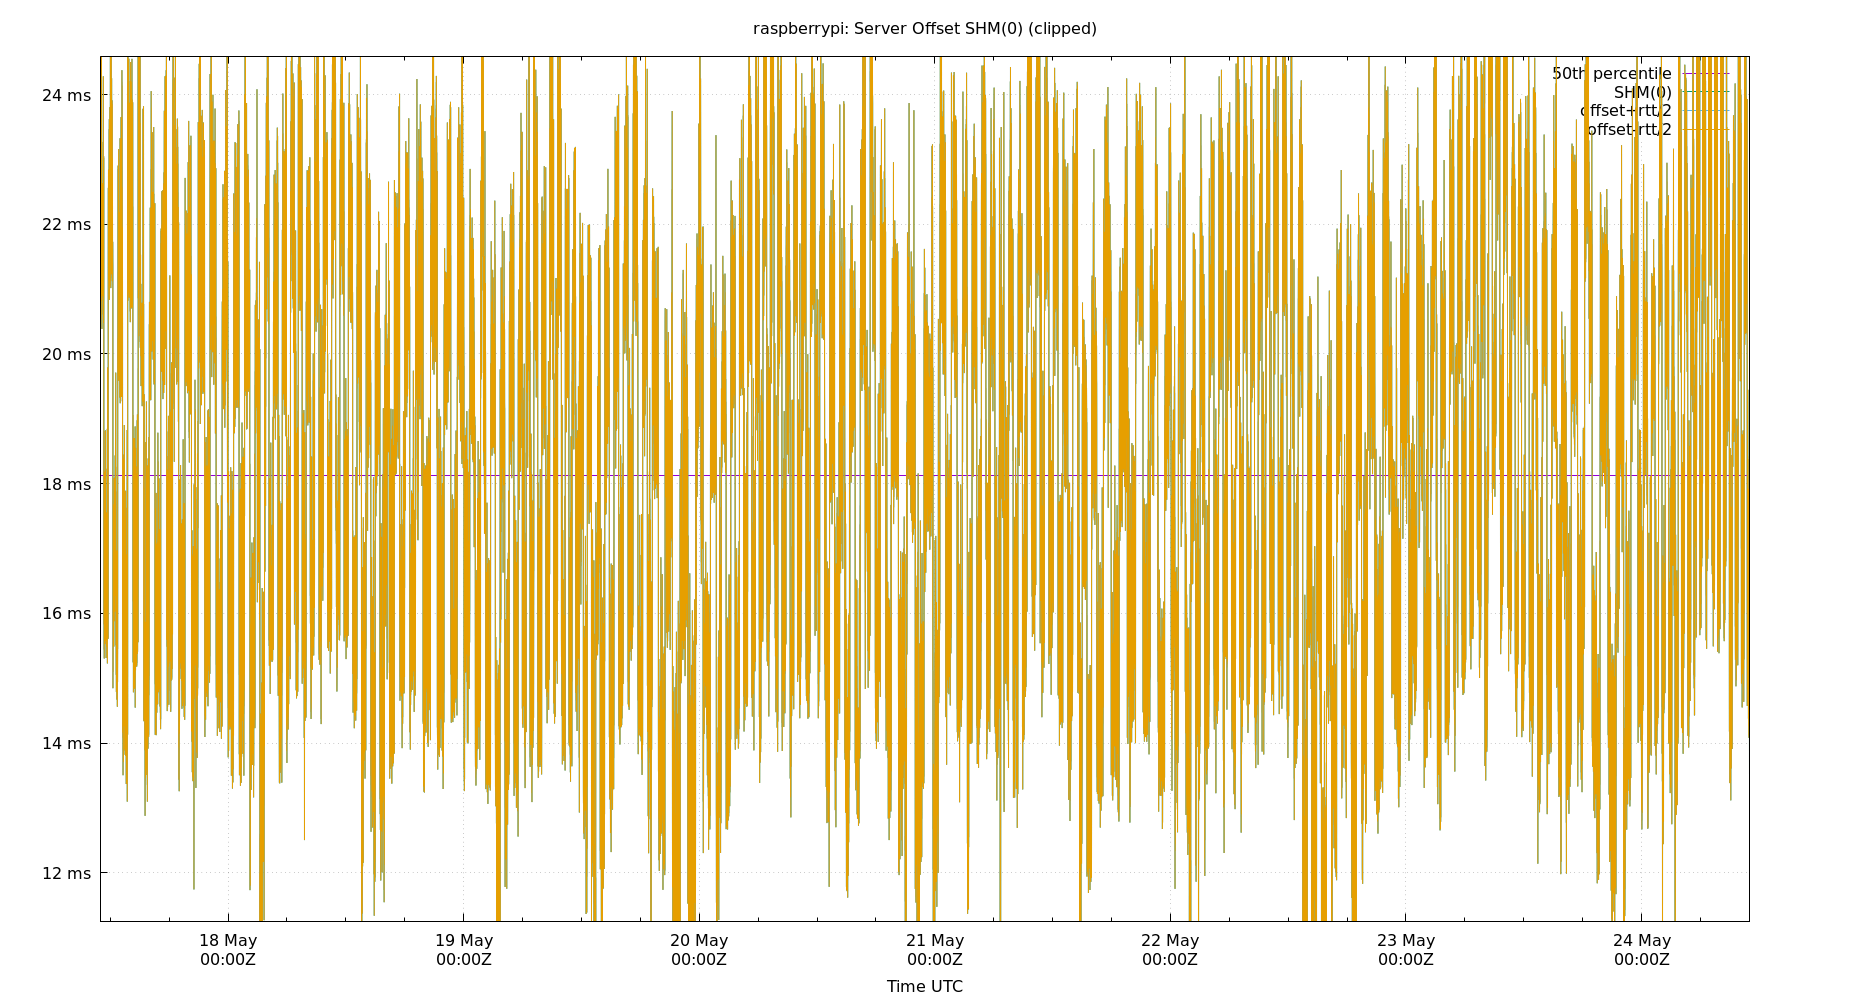 raspberrypi: Server Offset SHM(0) (clipped)
50th percentile
SHM(0)
offset+rtt/2
offset-rtt/2
24 ms
22 ms
20 ms
18 ms
16 ms
14 ms
12 ms
18 May 19 May 20 May 21 May 22 May 23 May 24 May
00:00Z 00:00Z 00:00Z 00:00Z 00:00Z 00:00Z 00:00Z
Time UTC